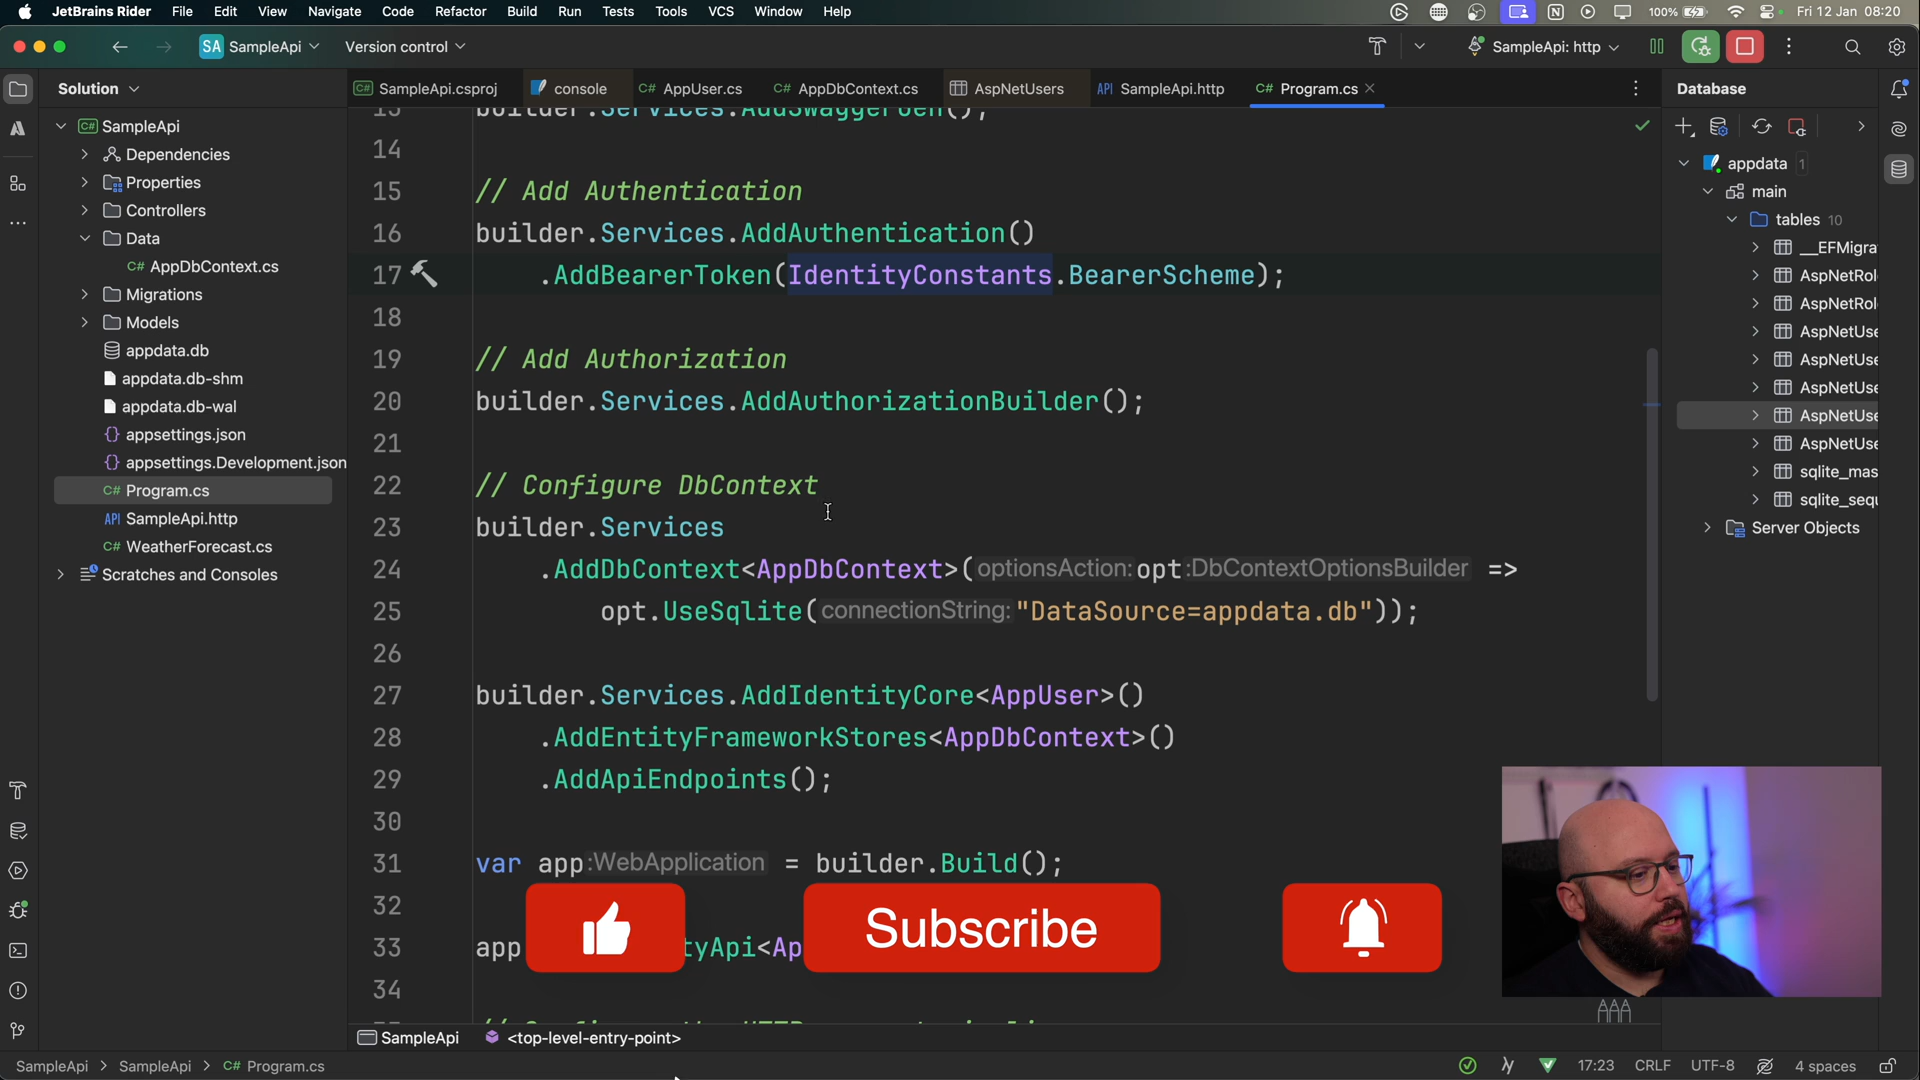 JetBrains Rider File Edit View Navigate Code Refactor Build Run Tests Tools VCS Window Help 100% Fri 12 Jan 08:20
SA SampleApi Version control SampleApi: http
Solution
SampleApi
Dependencies
Properties
Controllers
Data
C# AppDbContext.cs
Migrations
Models
appdata.db
appdata.db-shm
appdata.db-wal
appsettings.json
appsettings.Development.json
C# Program.cs
API SampleApi.http
C# WeatherForecast.cs
Scratches and Consoles
SampleApi.csproj console C# AppUser.cs C# AppDbContext.cs AspNetUsers API SampleApi.http C# Program.cs
13 builder.Services.AddSwaggerGen();
14
15 // Add Authentication
16 builder.Services.AddAuthentication()
17 .AddBearerToken(IdentityConstants.BearerScheme);
18
19 // Add Authorization
20 builder.Services.AddAuthorizationBuilder();
21
22 // Configure DbContext
23 builder.Services
24 .AddDbContext<AppDbContext>(optionsAction: opt:DbContextOptionsBuilder =>
25 opt.UseSqlite(connectionString: "DataSource=appdata.db"));
26
27 builder.Services.AddIdentityCore<AppUser>()
28 .AddEntityFrameworkStores<AppDbContext>()
29 .AddApiEndpoints();
30
31 var app:WebApplication = builder.Build();
32
33 app tyApi<Ap
34
Subscribe
Database
appdata 1
main
tables 10
__EFMigra
AspNetRol
AspNetRol
AspNetUse
AspNetUse
AspNetUse
AspNetUse
AspNetUse
sqlite_mas
sqlite_sequ
Server Objects
SampleApi <top-level-entry-point>
SampleApi > SampleApi > C# Program.cs 17:23 CRLF UTF-8 4 spaces